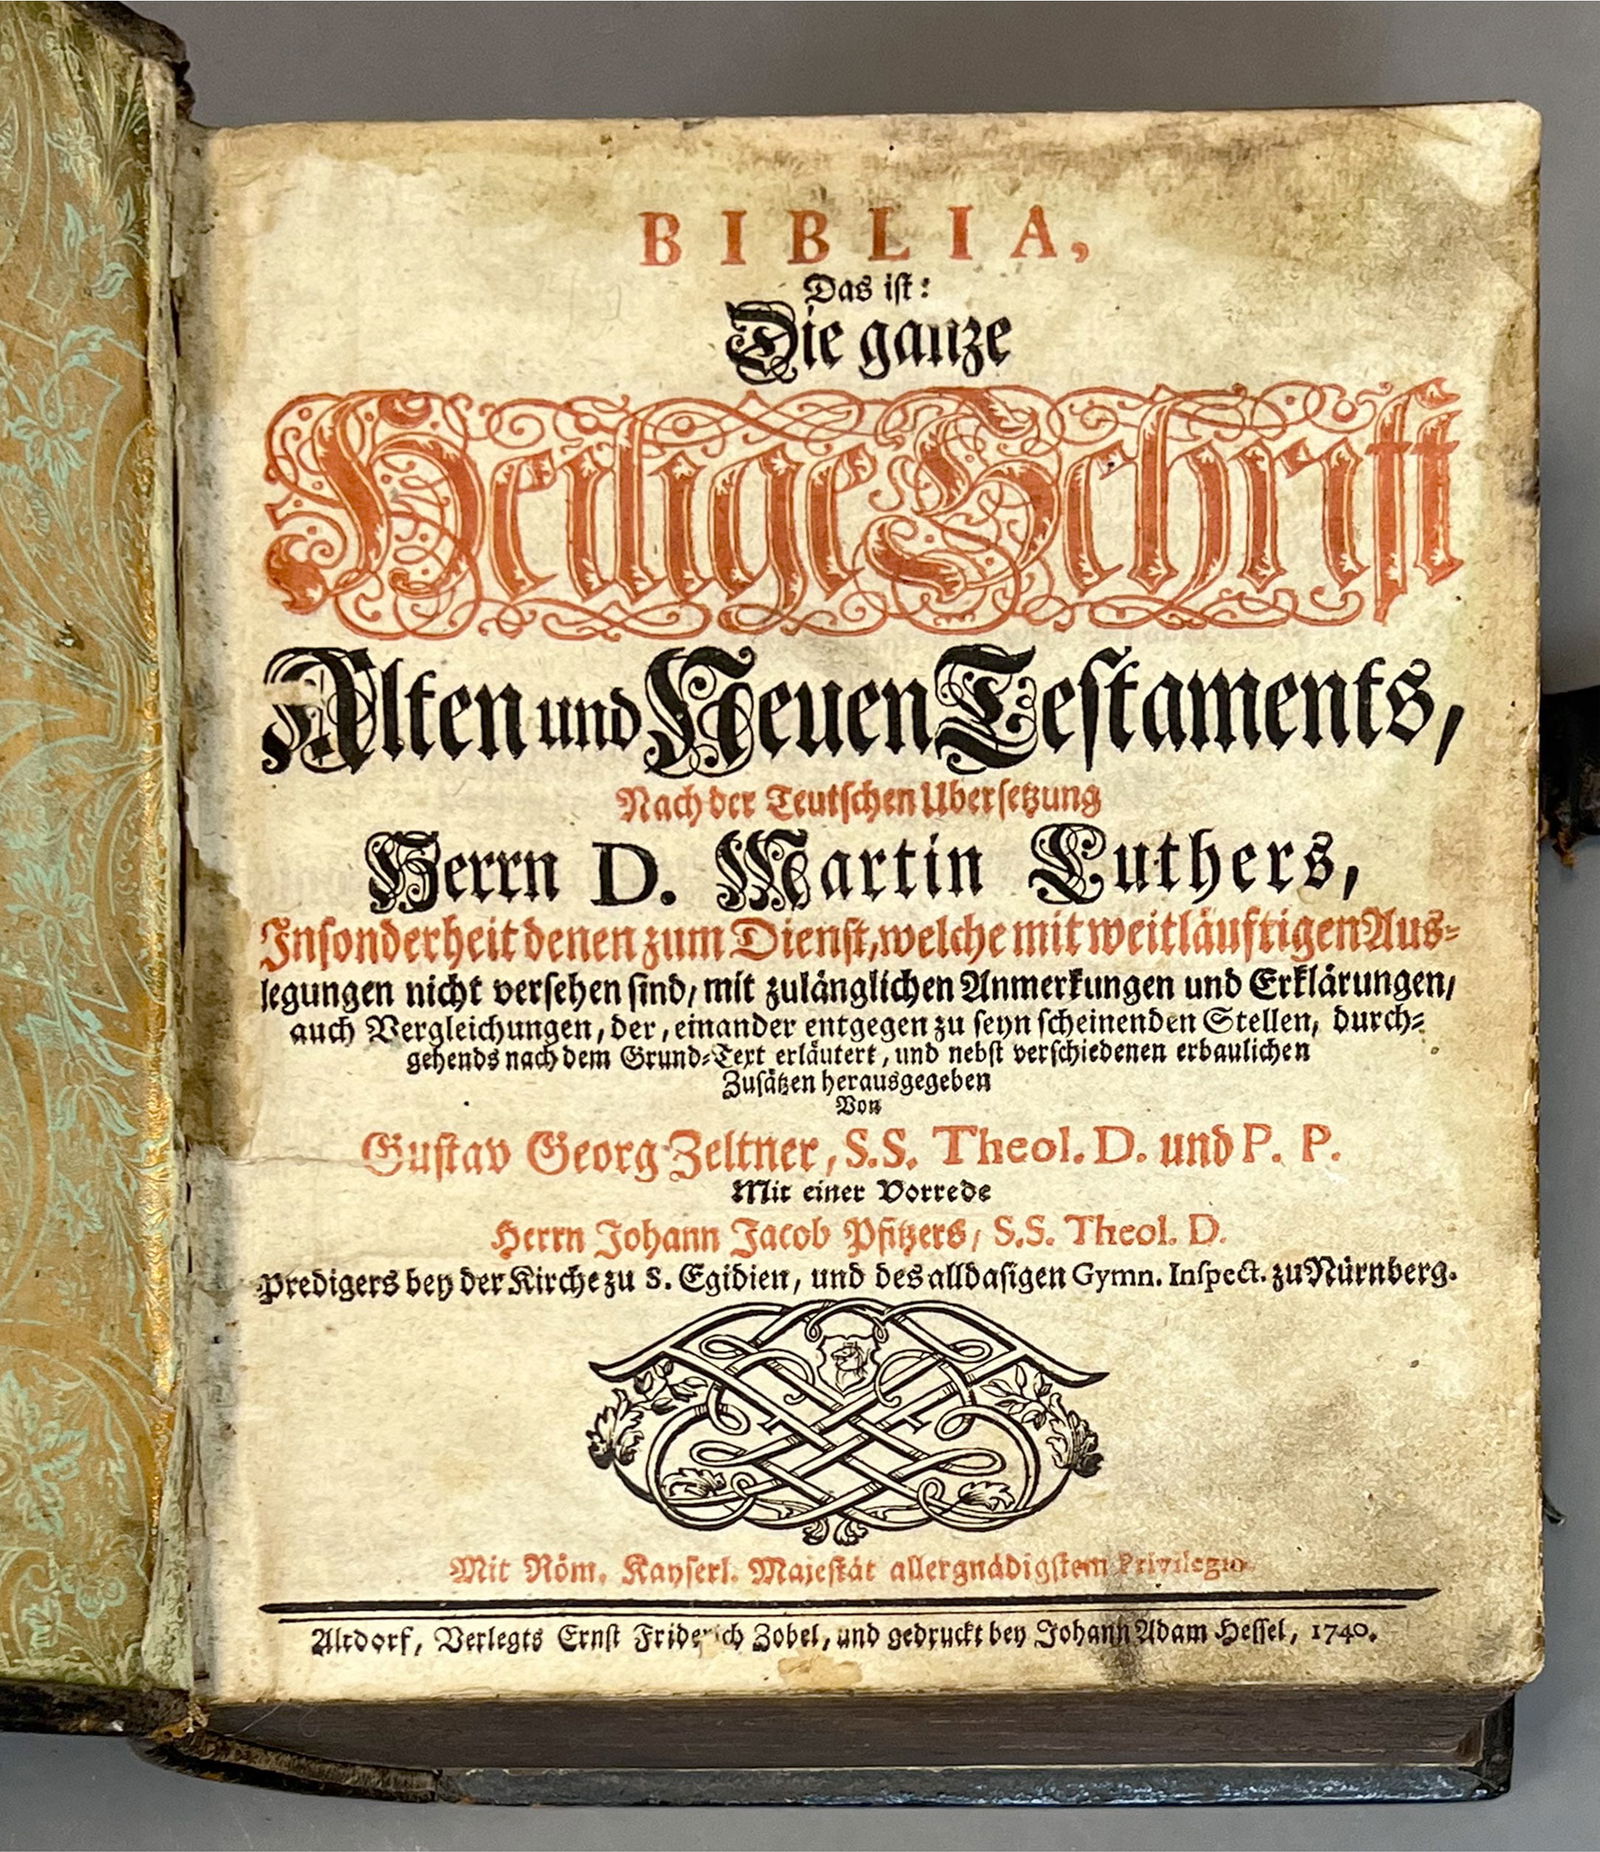 BIBLIA,
Das ist:
Die ganze
Heilige Schrifft
Alten und Neuen Testaments,
Nach der Teutschen Ubersetzung
Herrn D. Martin Luthers,
Insonderheit denen zum Dienst, welche mit weitläuftigen Aus-
legungen nicht versehen sind, mit zulänglichen Anmerkungen und Erklärungen,
auch Vergleichungen, der, einander entgegen zu seyn scheinenden Stellen, durch-
gehends nach dem Grund-Text erläutert, und nebst verschiedenen erbaulichen
Zusätzen herausgegeben
Von
Gustav Georg Zeltner, S.S. Theol. D. und P. P.
Mit einer Vorrede
Herrn Johann Jacob Pfitzers, S.S. Theol. D.
Predigers bey der Kirche zu S. Egidien, und des alldasigen Gymn. Inspect. zu Nürnberg.
Mit Röm. Kayserl. Majestät allergnädigstem Privilegio.
Altdorf, Verlegts Ernst Friderich Zobel, und gedruckt bey Johann Adam Hessel, 1740.